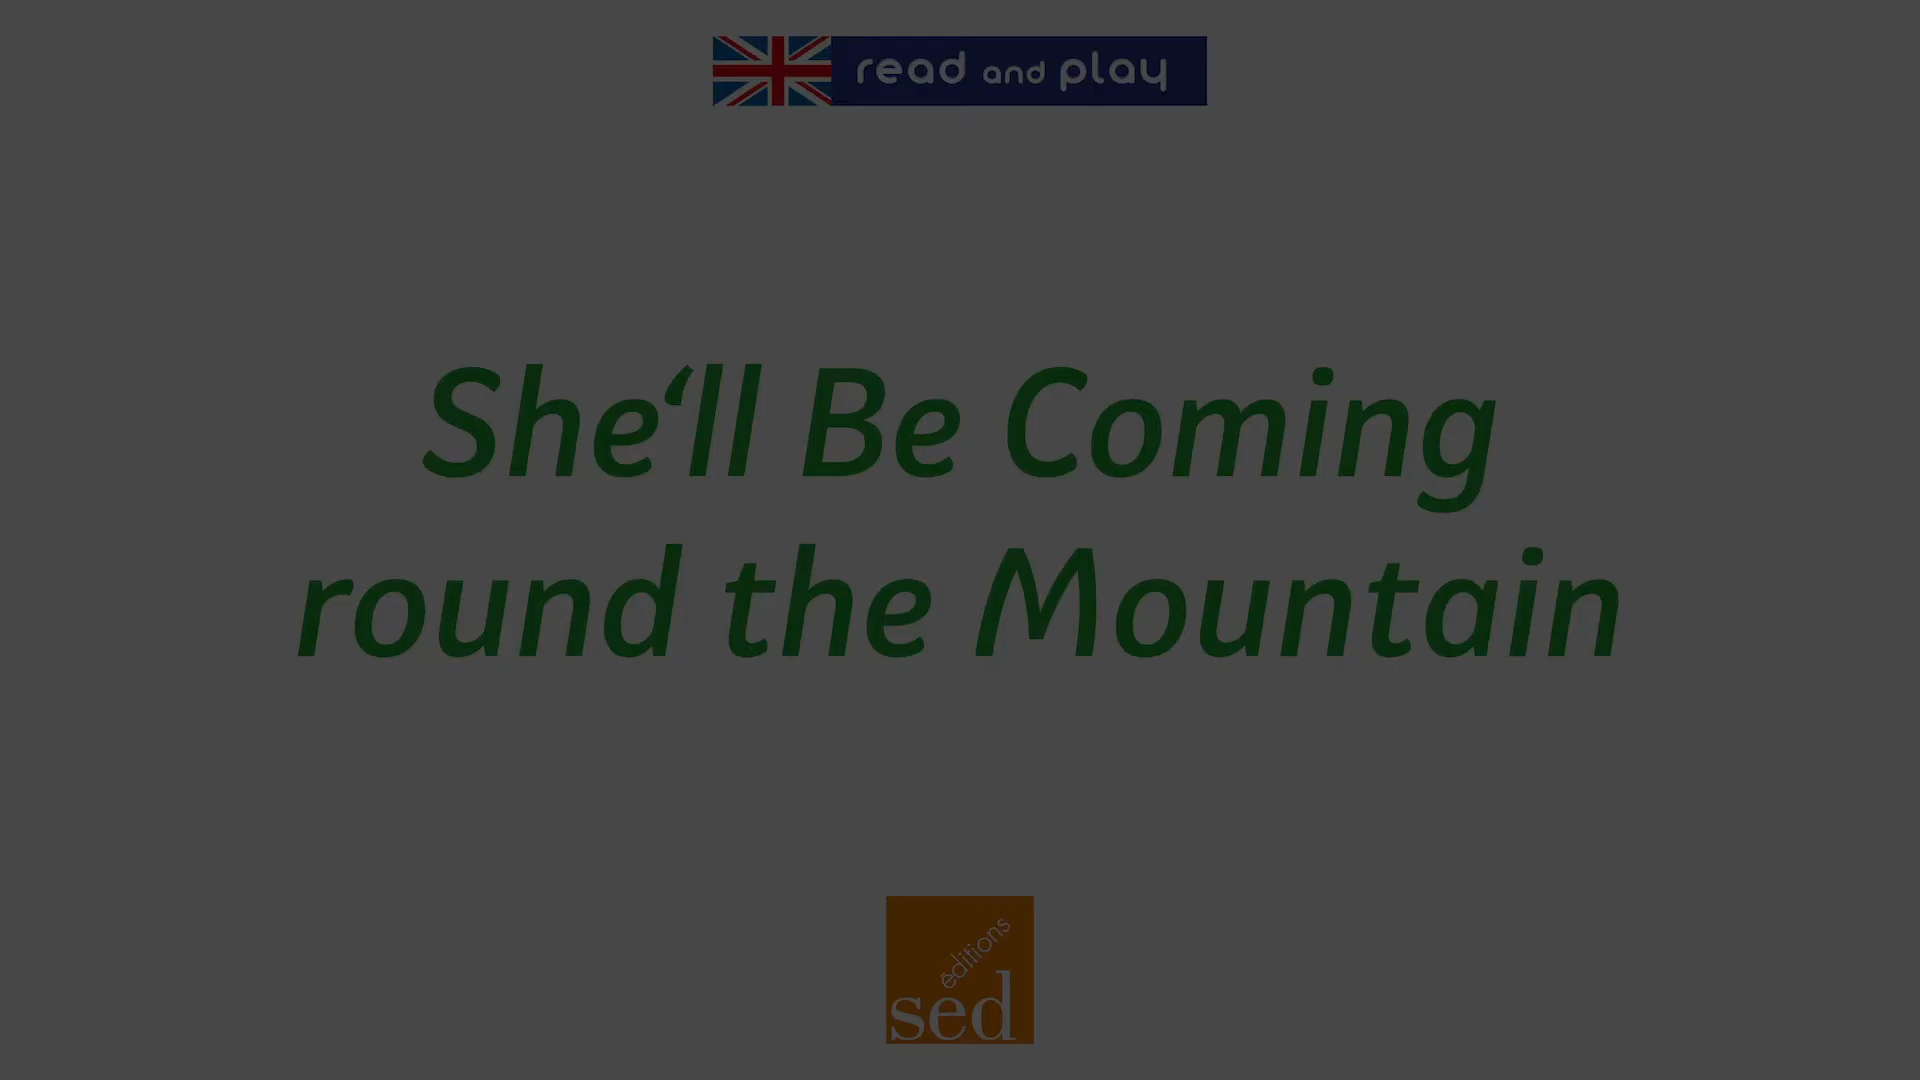 read and play
She‘ll Be Coming
round the Mountain
éditions
sed